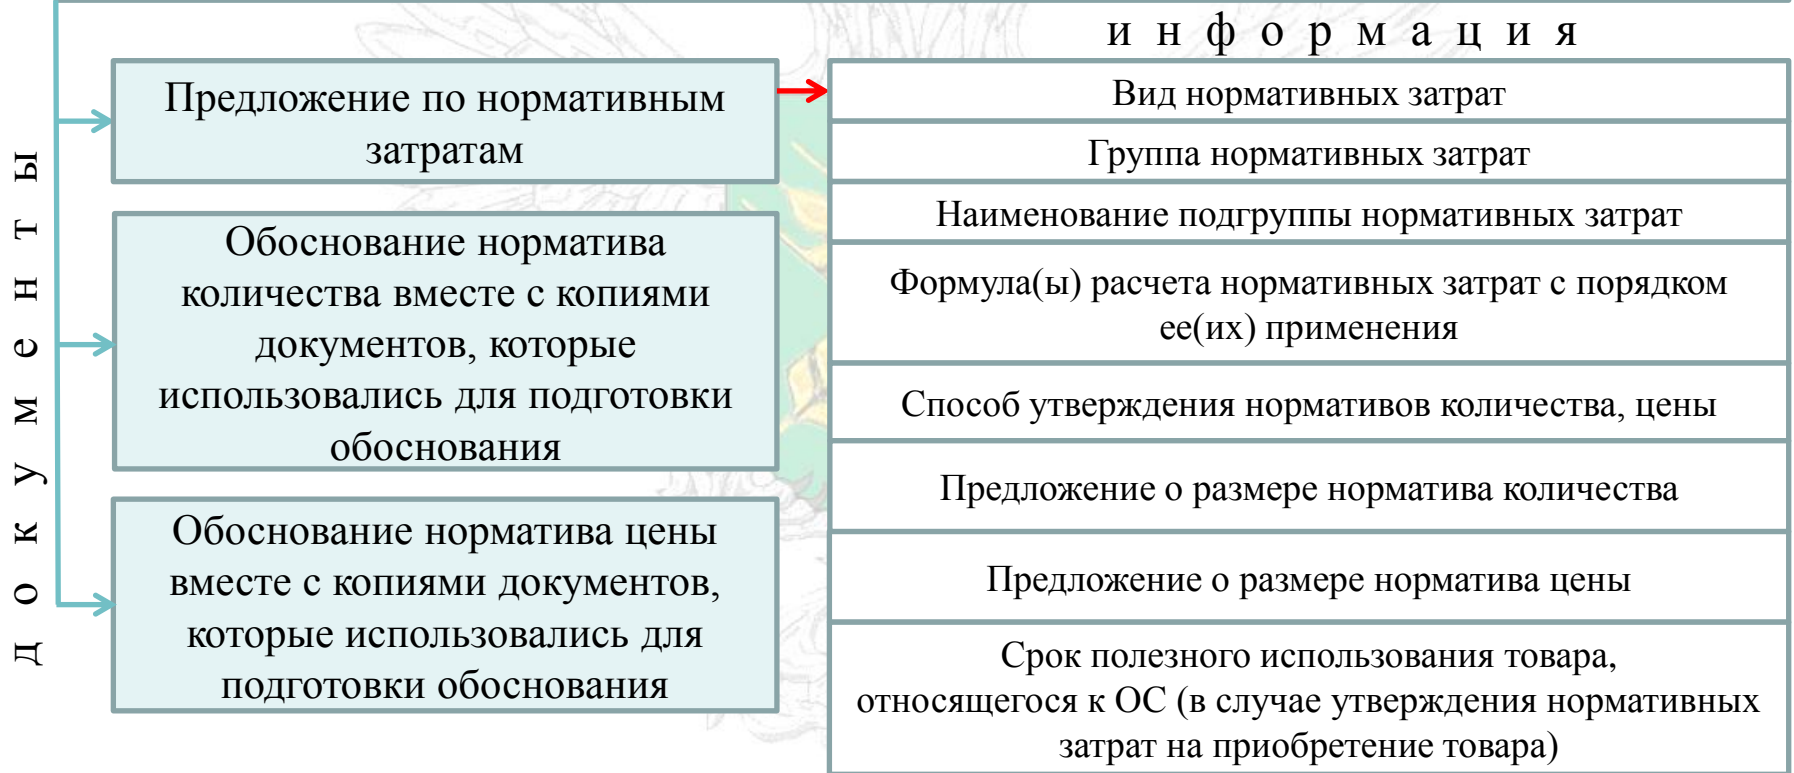 документы
Предложение по нормативным
затратам
Обоснование норматива
количества вместе с копиями
документов, которые
использовались для подготовки
обоснования
Обоснование норматива цены
вместе с копиями документов,
которые использовались для
подготовки обоснования
информация
Вид нормативных затрат
Группа нормативных затрат
Наименование подгруппы нормативных затрат
Формула(ы) расчета нормативных затрат с порядком
ее(их) применения
Способ утверждения нормативов количества, цены
Предложение о размере норматива количества
Предложение о размере норматива цены
Срок полезного использования товара,
относящегося к ОС (в случае утверждения нормативных
затрат на приобретение товара)